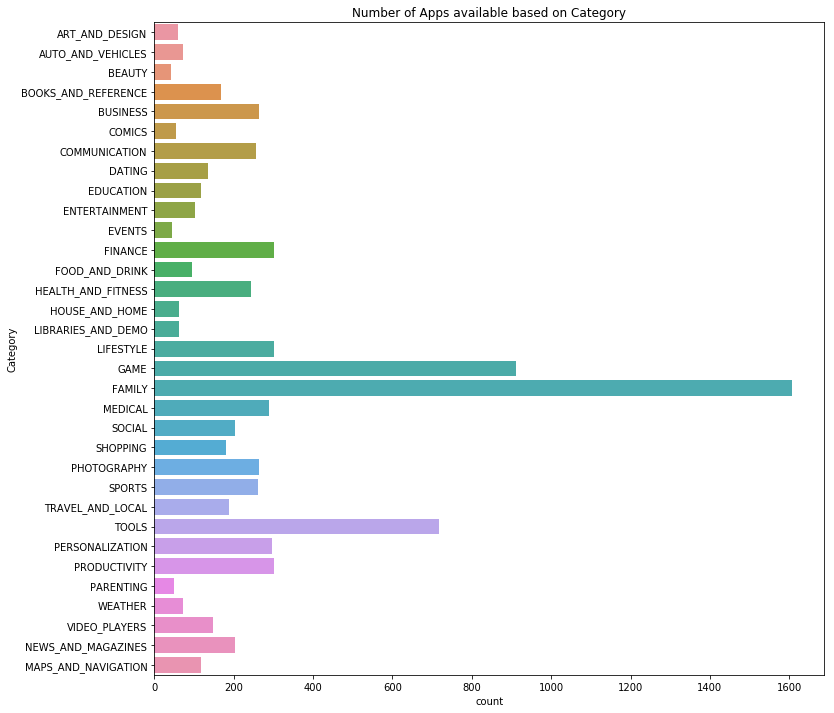 Number of Apps available based on Category
ART_AND_DESIGN
AUTO_AND_VEHICLES
BEAUTY
BOOKS_AND_REFERENCE
BUSINESS
COMICS
COMMUNICATION
DATING
EDUCATION
ENTERTAINMENT
EVENTS
FINANCE
FOOD_AND_DRINK
HEALTH_AND_FITNESS
HOUSE_AND_HOME
LIBRARIES_AND_DEMO
LIFESTYLE
GAME
FAMILY
MEDICAL
SOCIAL
SHOPPING
PHOTOGRAPHY
SPORTS
TRAVEL_AND_LOCAL
TOOLS
PERSONALIZATION
PRODUCTIVITY
PARENTING
WEATHER
VIDEO_PLAYERS
NEWS_AND_MAGAZINES
MAPS_AND_NAVIGATION
Category
0 200 400 600 800 1000 1200 1400 1600
count